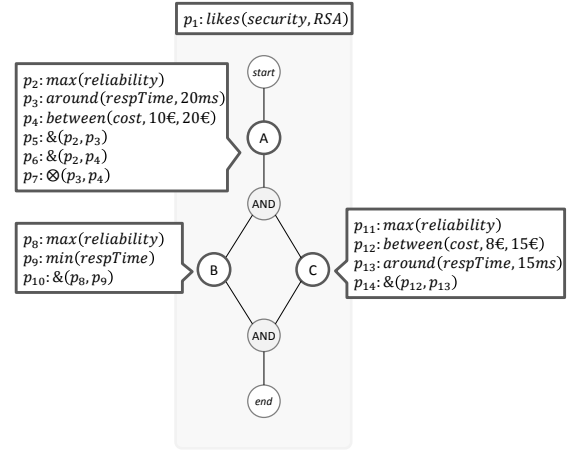 p₁: likes(security, RSA)
start
p₂: max(reliability)
p₃: around(respTime, 20ms)
p₄: between(cost, 10€, 20€)
p₅: &(p₂, p₃)
p₆: &(p₂, p₄)
p₇: ⊗(p₃, p₄)
A
AND
p₈: max(reliability)
p₉: min(respTime)
p₁₀: &(p₈, p₉)
B
C
p₁₁: max(reliability)
p₁₂: between(cost, 8€, 15€)
p₁₃: around(respTime, 15ms)
p₁₄: &(p₁₂, p₁₃)
AND
end